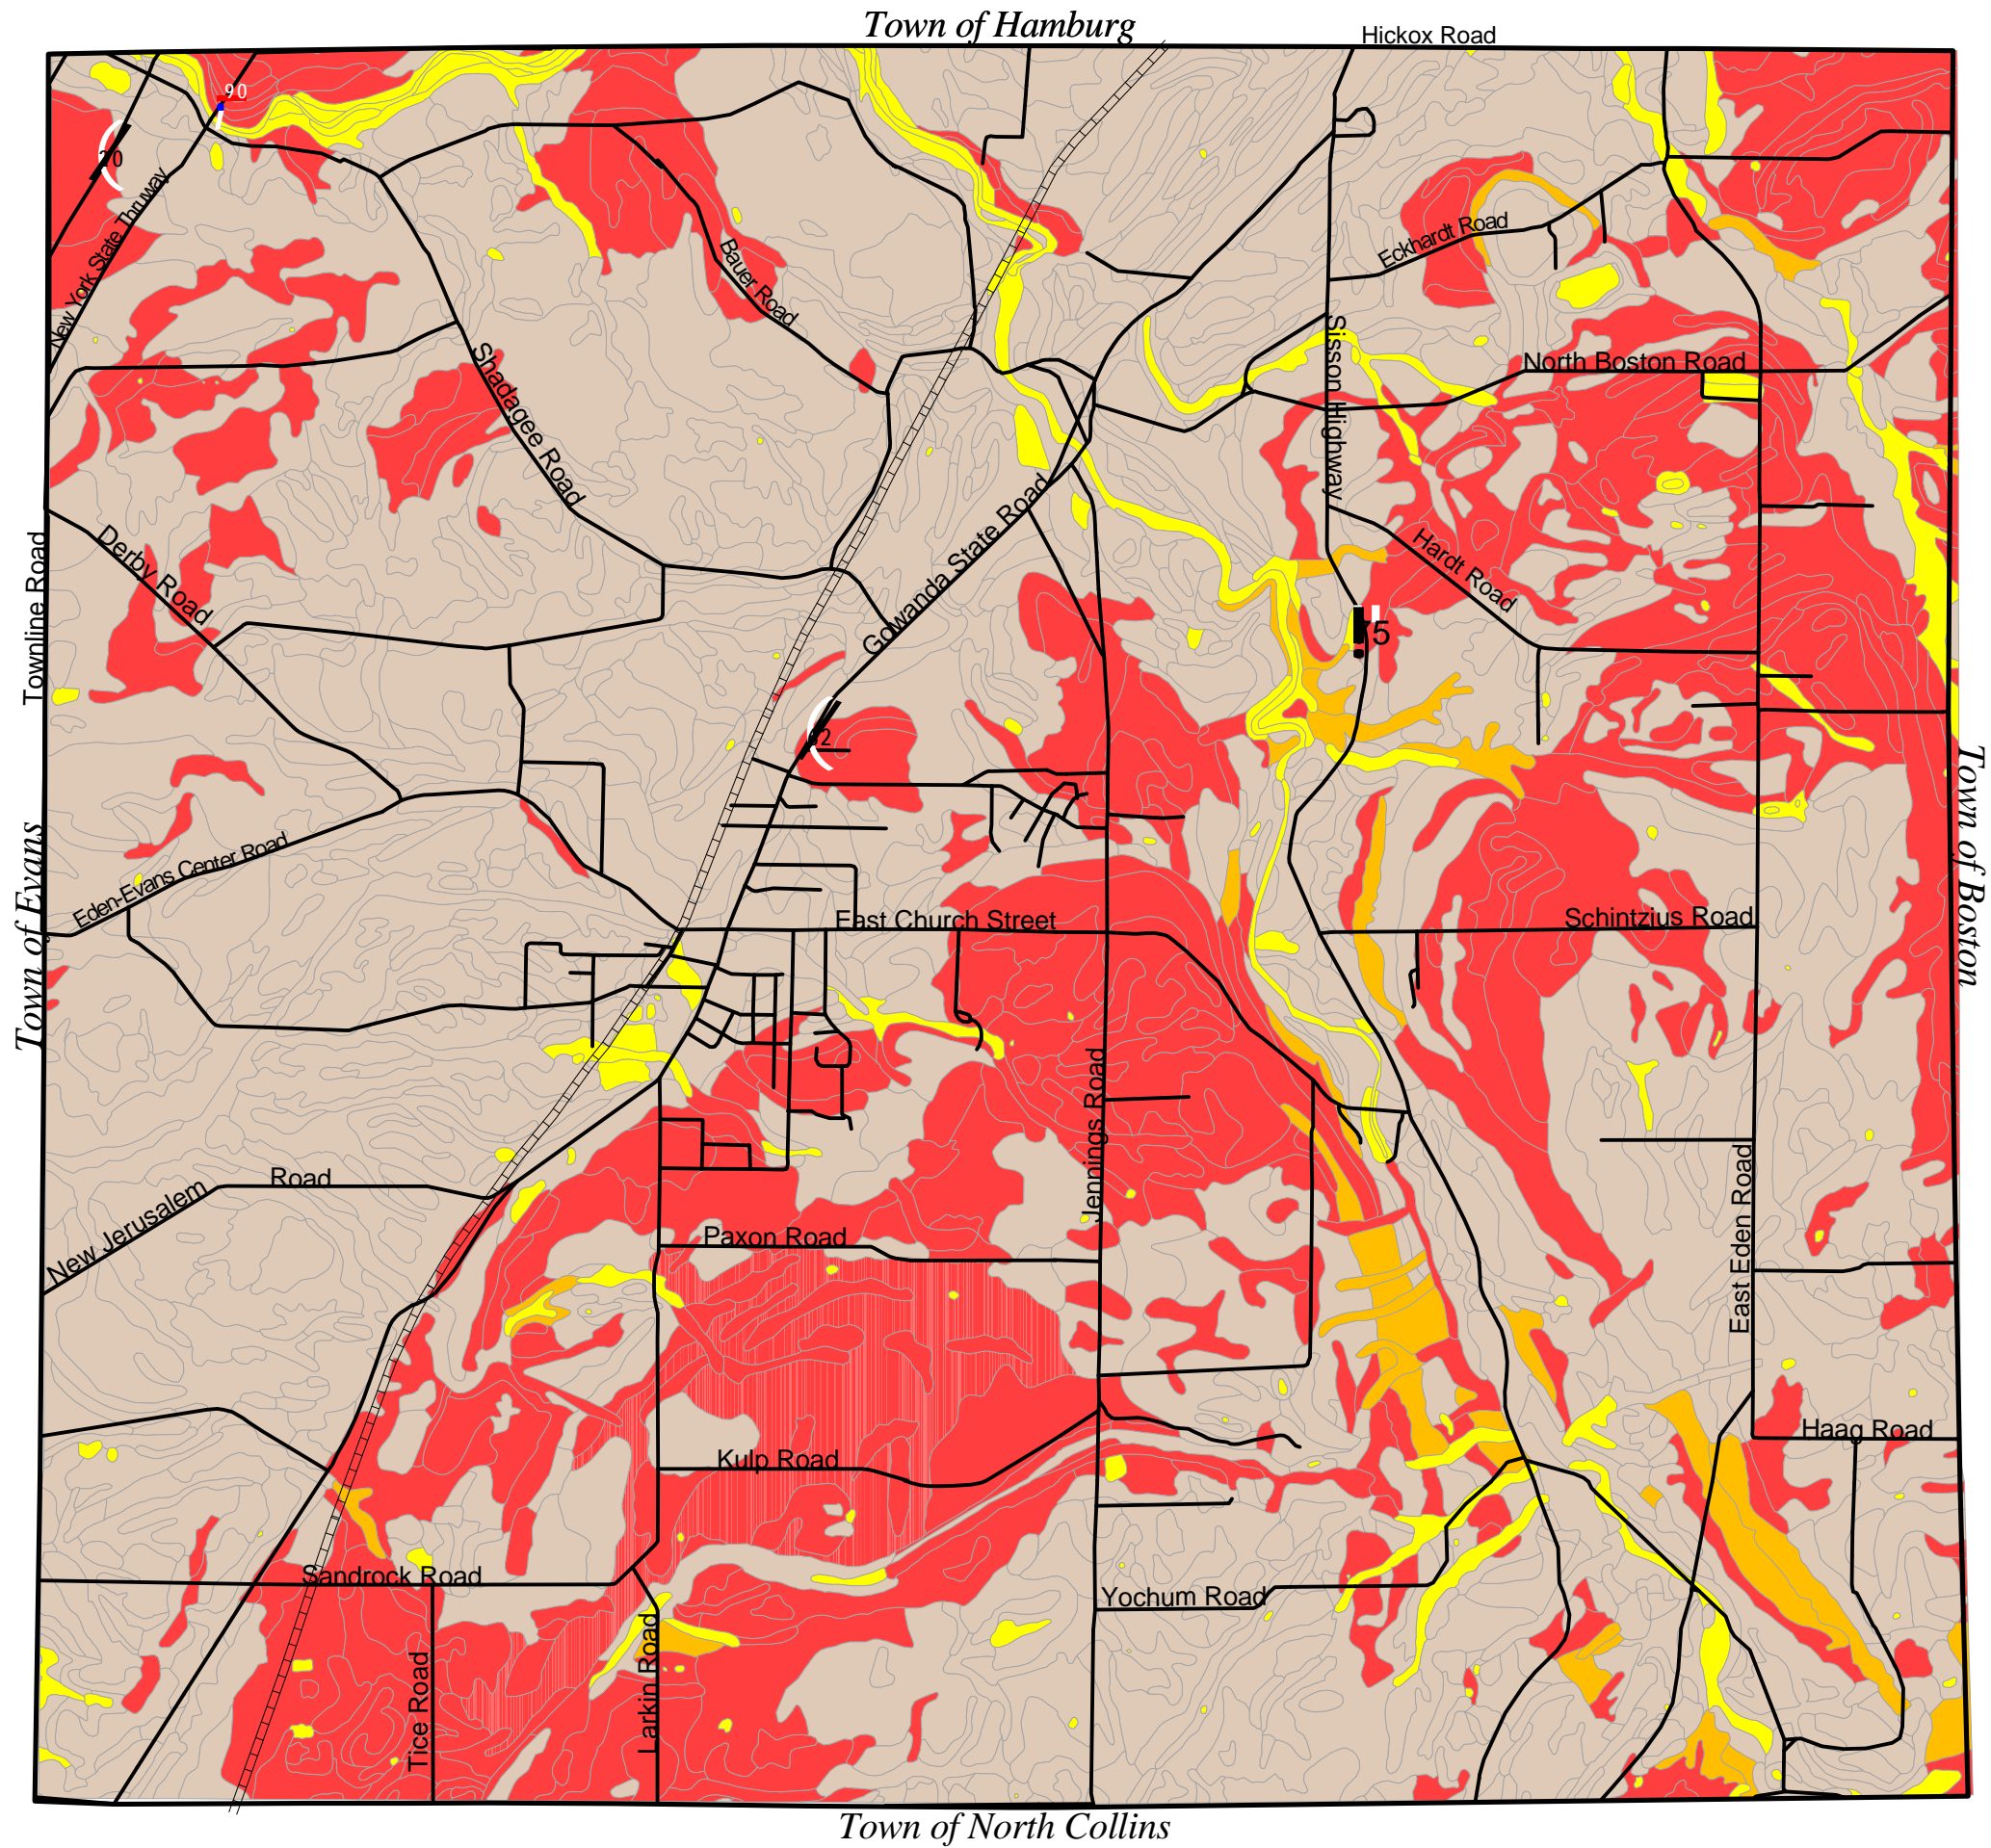 Town of Hamburg
Hickox Road
90
20
New York State Thruway
Bauer Road
Eckhardt Road
Sisson Highway
North Boston Road
Shadagee Road
Gowanda State Road
Hardt Road
Derby Road
Townline Road
75
62
Town of Boston
Town of Evans
Eden-Evans Center Road
East Church Street
Schintzius Road
Jennings Road
East Eden Road
New Jerusalem
Road
Paxon Road
Haag Road
Kulp Road
Sandrock Road
Yochum Road
Tice Road
Larkin Road
Town of North Collins